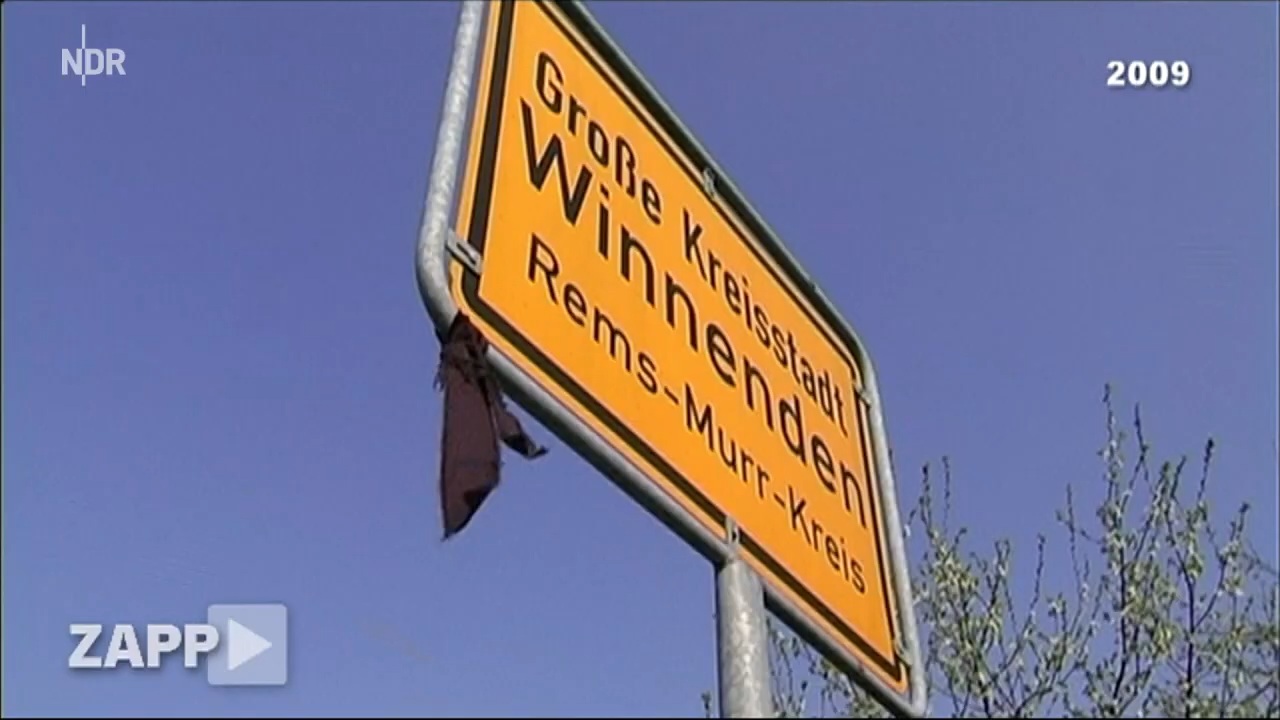 NDR
2009
Große Kreisstadt
Winnenden
Rems-Murr-Kreis
ZAPP